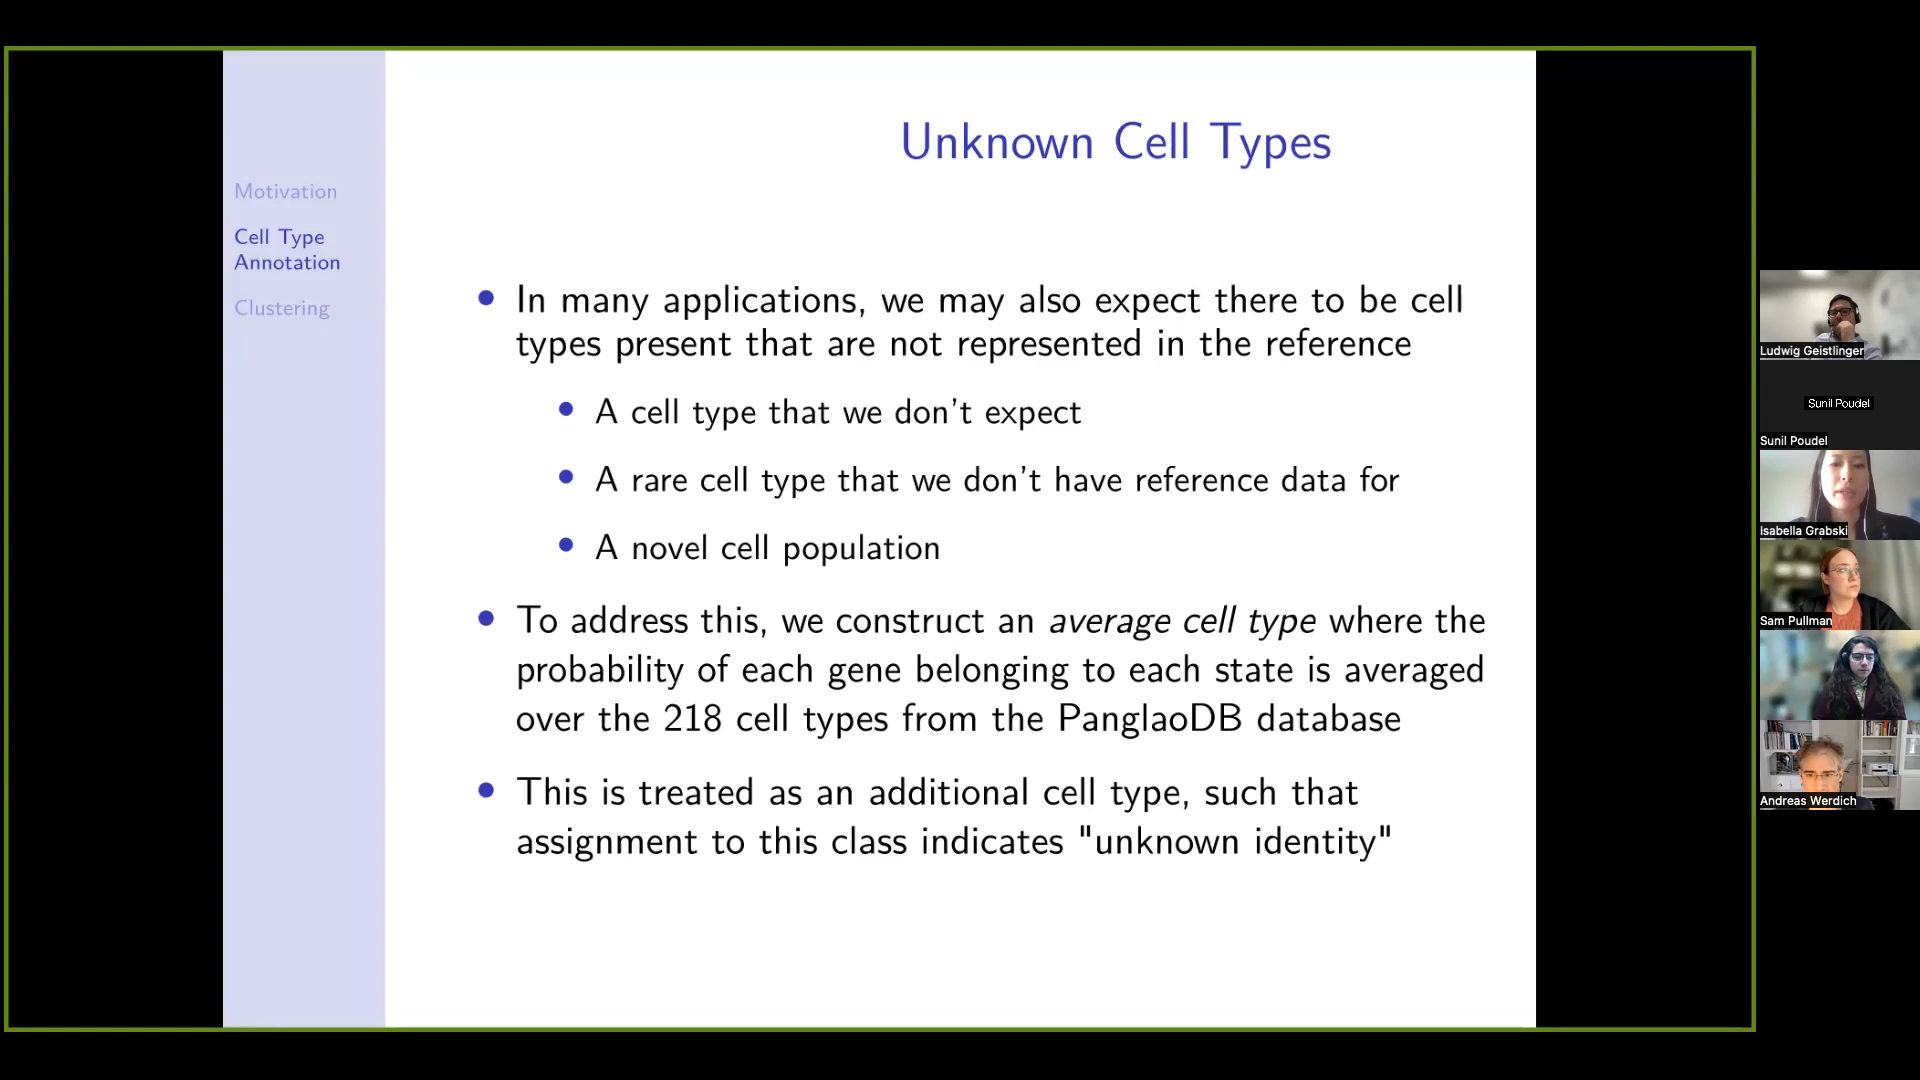 Unknown Cell Types
Motivation
Cell Type
Annotation
Clustering
• In many applications, we may also expect there to be cell
types present that are not represented in the reference
• A cell type that we don't expect
• A rare cell type that we don't have reference data for
• A novel cell population
• To address this, we construct an average cell type where the
probability of each gene belonging to each state is averaged
over the 218 cell types from the PanglaoDB database
• This is treated as an additional cell type, such that
assignment to this class indicates "unknown identity"
Ludwig Geistlinger
Sunil Poudel
Sunil Poudel
Isabella Grabski
Sam Pullman
Andreas Werdich